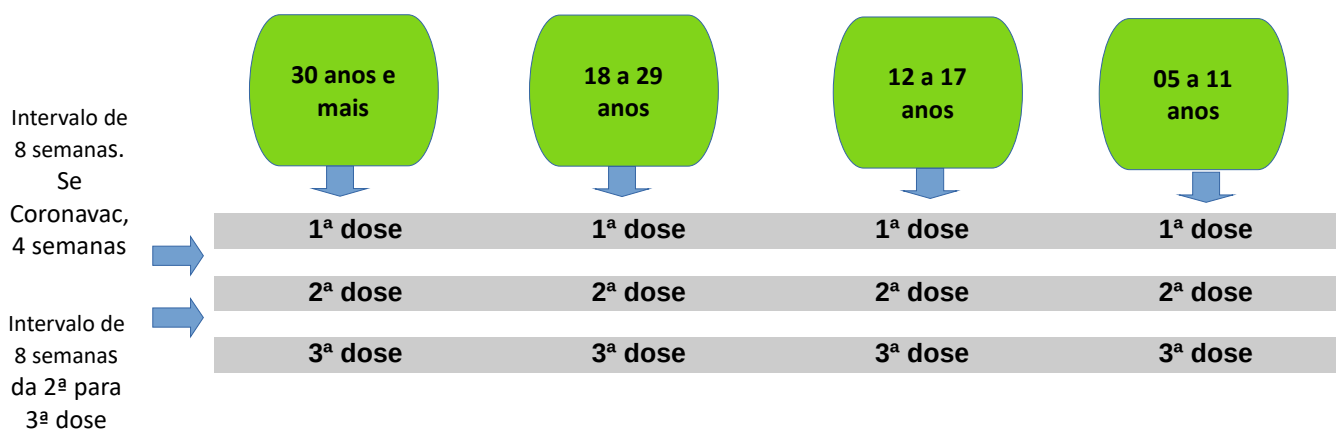 30 anos e
mais
18 a 29
anos
12 a 17
anos
05 a 11
anos
Intervalo de
8 semanas.
Se
Coronavac,
4 semanas
1ª dose 1ª dose 1ª dose 1ª dose
2ª dose 2ª dose 2ª dose 2ª dose
Intervalo de
8 semanas
da 2ª para
3ª dose
3ª dose 3ª dose 3ª dose 3ª dose